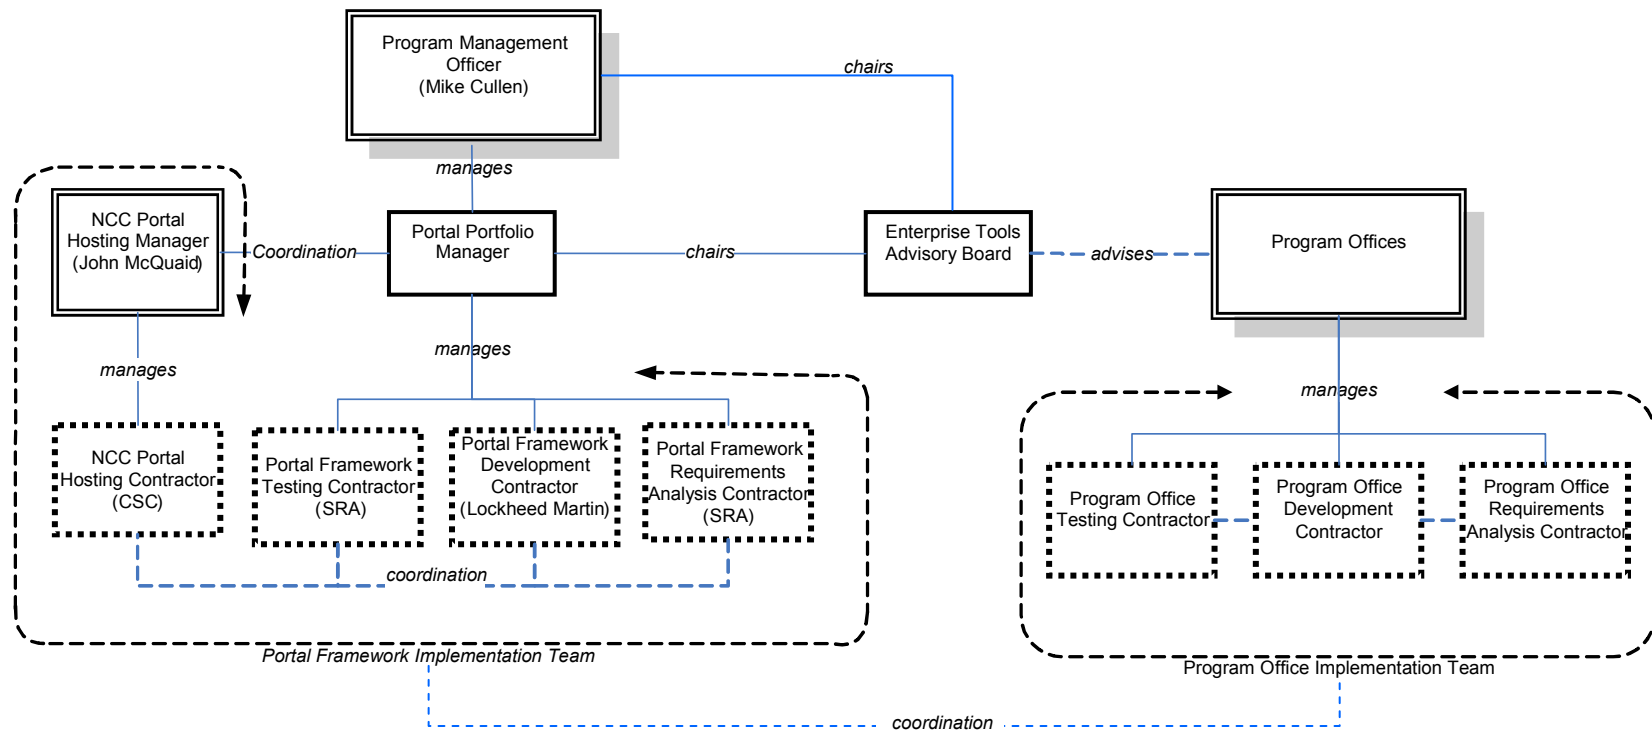 Program Management
Officer
(Mike Cullen)
chairs
manages
NCC Portal
Hosting Manager
(John McQuaid)
Coordination
Portal Portfolio
Manager
chairs
Enterprise Tools
Advisory Board
advises
Program Offices
manages
manages
manages
NCC Portal
Hosting Contractor
(CSC)
Portal Framework
Testing Contractor
(SRA)
Portal Framework
Development
Contractor
(Lockheed Martin)
Portal Framework
Requirements
Analysis Contractor
(SRA)
Program Office
Testing Contractor
Program Office
Development
Contractor
Program Office
Requirements
Analysis Contractor
coordination
Portal Framework Implementation Team
Program Office Implementation Team
coordination